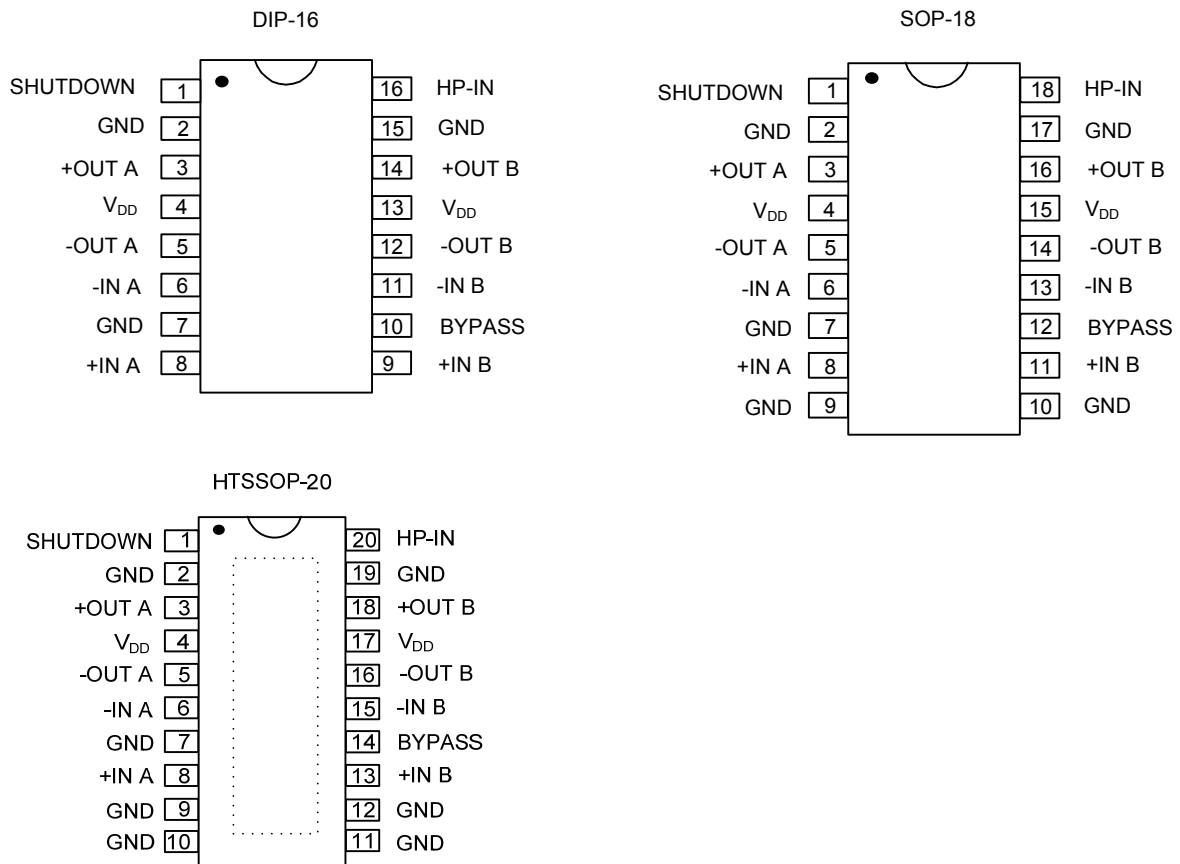 DIP-16
SHUTDOWN 1 16 HP-IN
GND 2 15 GND
+OUT A 3 14 +OUT B
VDD 4 13 VDD
-OUT A 5 12 -OUT B
-IN A 6 11 -IN B
GND 7 10 BYPASS
+IN A 8 9 +IN B
SOP-18
SHUTDOWN 1 18 HP-IN
GND 2 17 GND
+OUT A 3 16 +OUT B
VDD 4 15 VDD
-OUT A 5 14 -OUT B
-IN A 6 13 -IN B
GND 7 12 BYPASS
+IN A 8 11 +IN B
GND 9 10 GND
HTSSOP-20
SHUTDOWN 1 20 HP-IN
GND 2 19 GND
+OUT A 3 18 +OUT B
VDD 4 17 VDD
-OUT A 5 16 -OUT B
-IN A 6 15 -IN B
GND 7 14 BYPASS
+IN A 8 13 +IN B
GND 9 12 GND
GND 10 11 GND